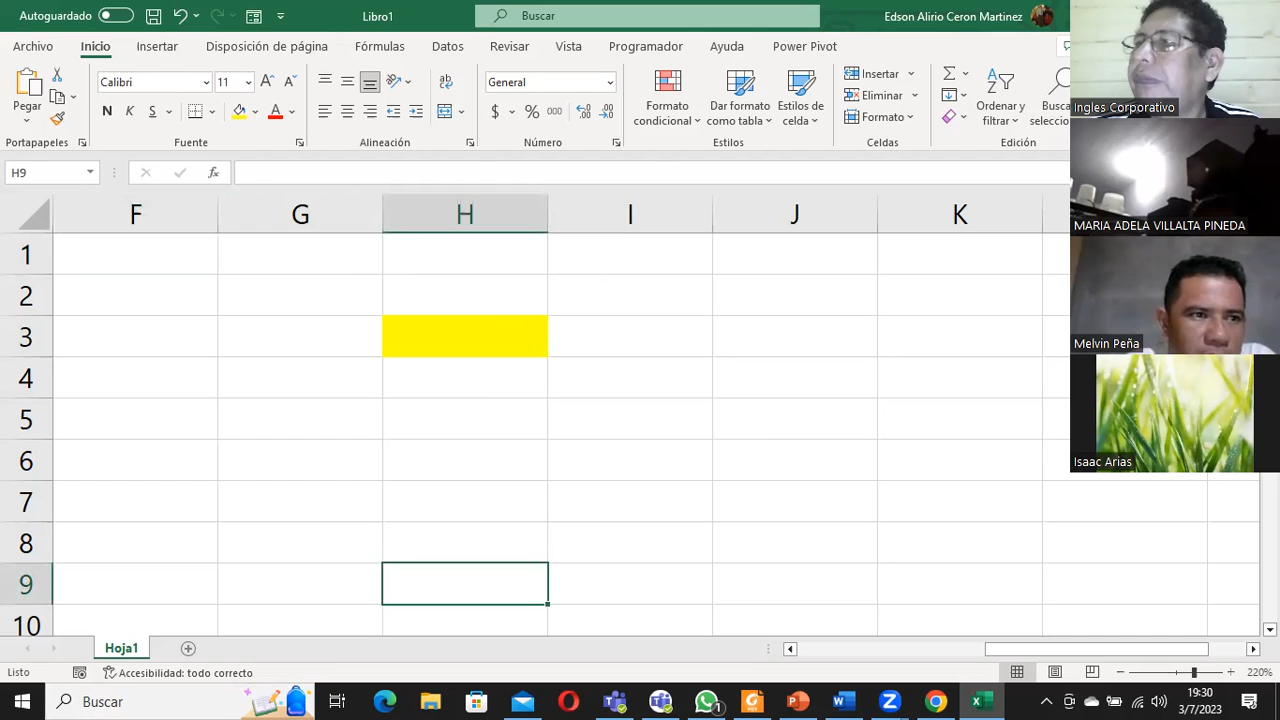 Autoguardado
Libro1
Buscar
Edson Alirio Ceron Martinez
Archivo Inicio Insertar Disposición de página Fórmulas Datos Revisar Vista Programador Ayuda Power Pivot
Pegar
Calibri 11
N K S
General
$ % 000
Formato condicional
Dar formato como tabla
Estilos de celda
Insertar
Eliminar
Formato
Ordenar y filtrar
Portapapeles Fuente Alineación Número Estilos Celdas Edición
H9
fx
F G H I J K
1
2
3
4
5
6
7
8
9
10
Hoja1
Listo
Accesibilidad: todo correcto
220%
Buscar
1
19:30
3/7/2023
Ingles Corporativo
MARIA ADELA VILLALTA PINEDA
Melvin Peña
Isaac Arias